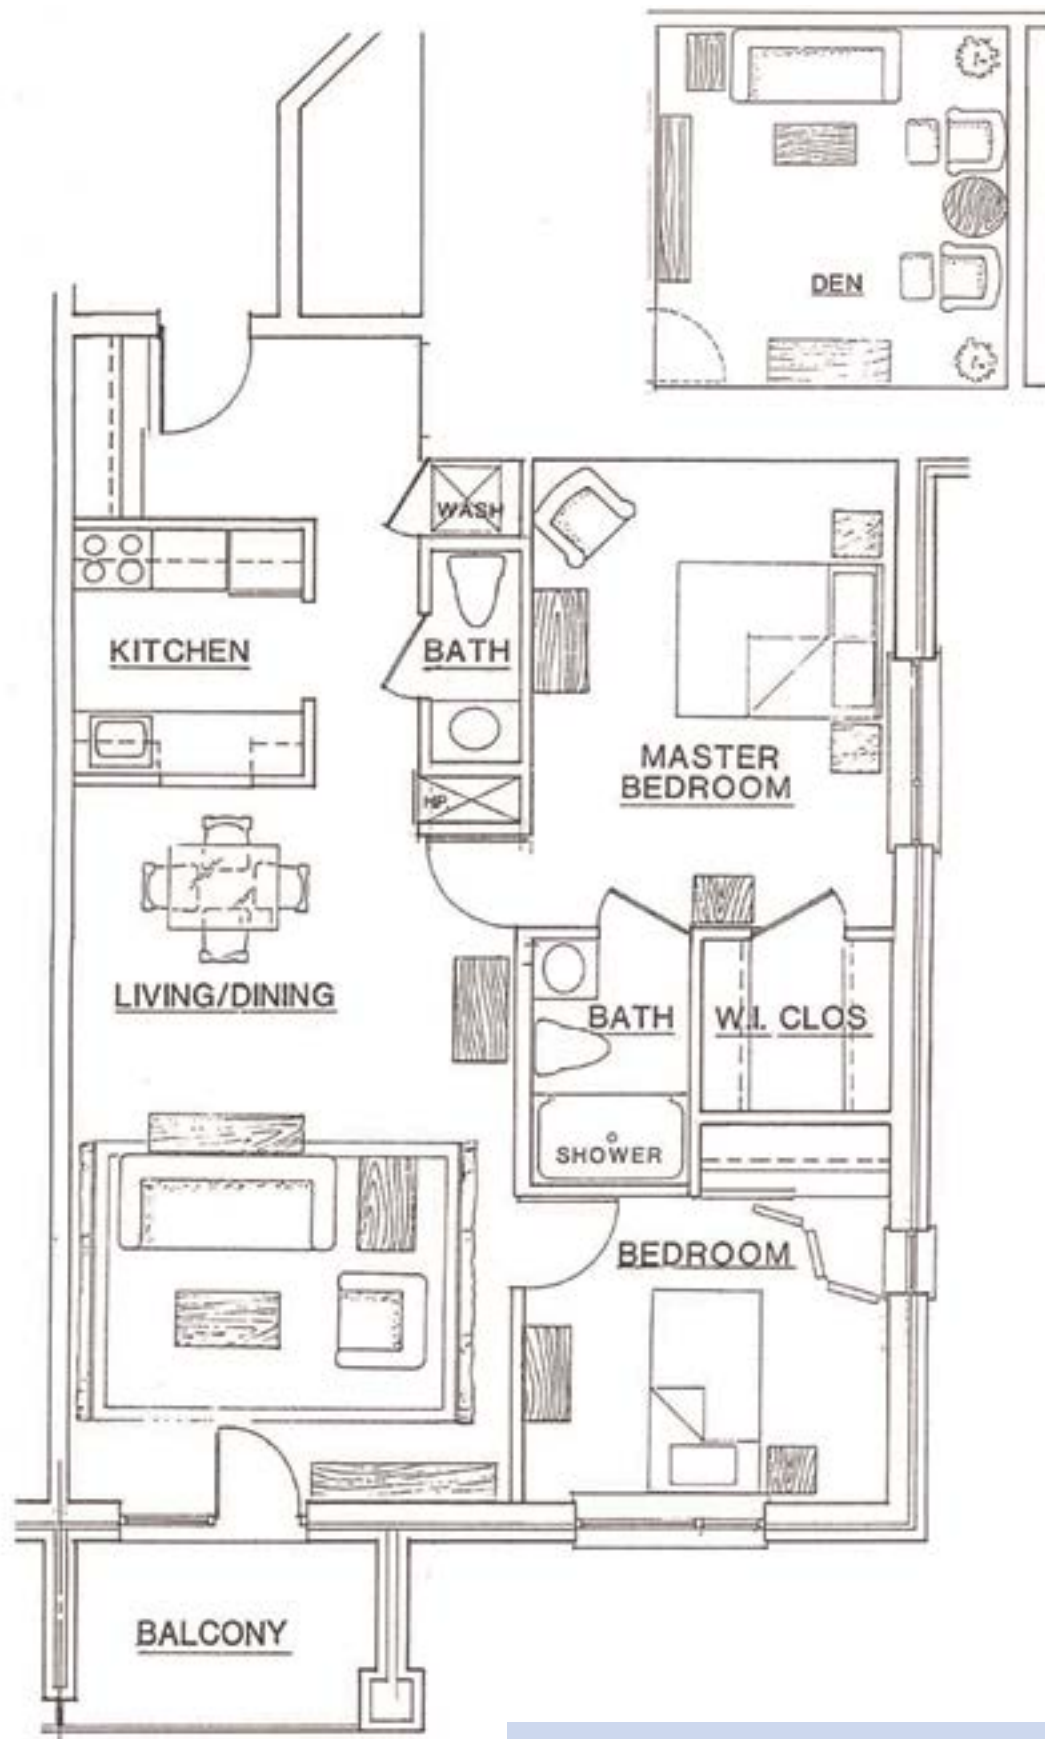 DEN
WASH
KITCHEN
BATH
MASTER
BEDROOM
HP.
LIVING/DINING
BATH
W.I. CLOS
SHOWER
BEDROOM
BALCONY